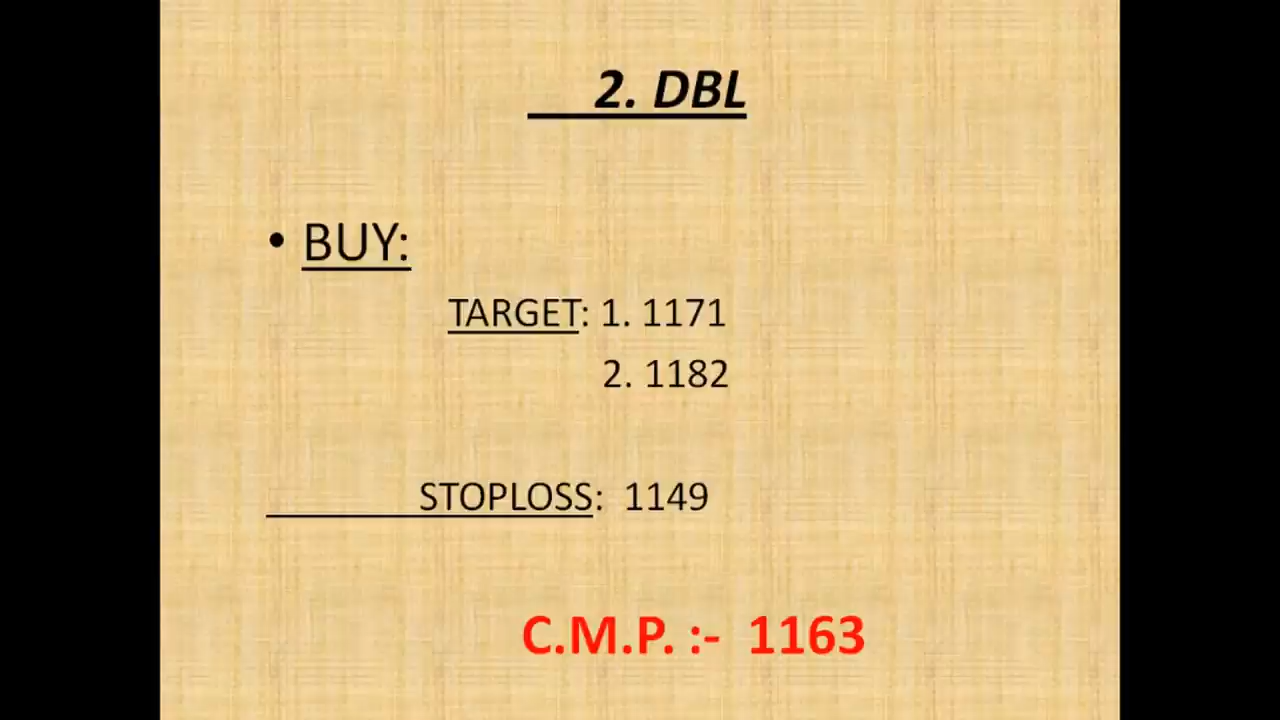 2. DBL
• BUY:
TARGET: 1. 1171
2. 1182
STOPLOSS: 1149
C.M.P. :- 1163